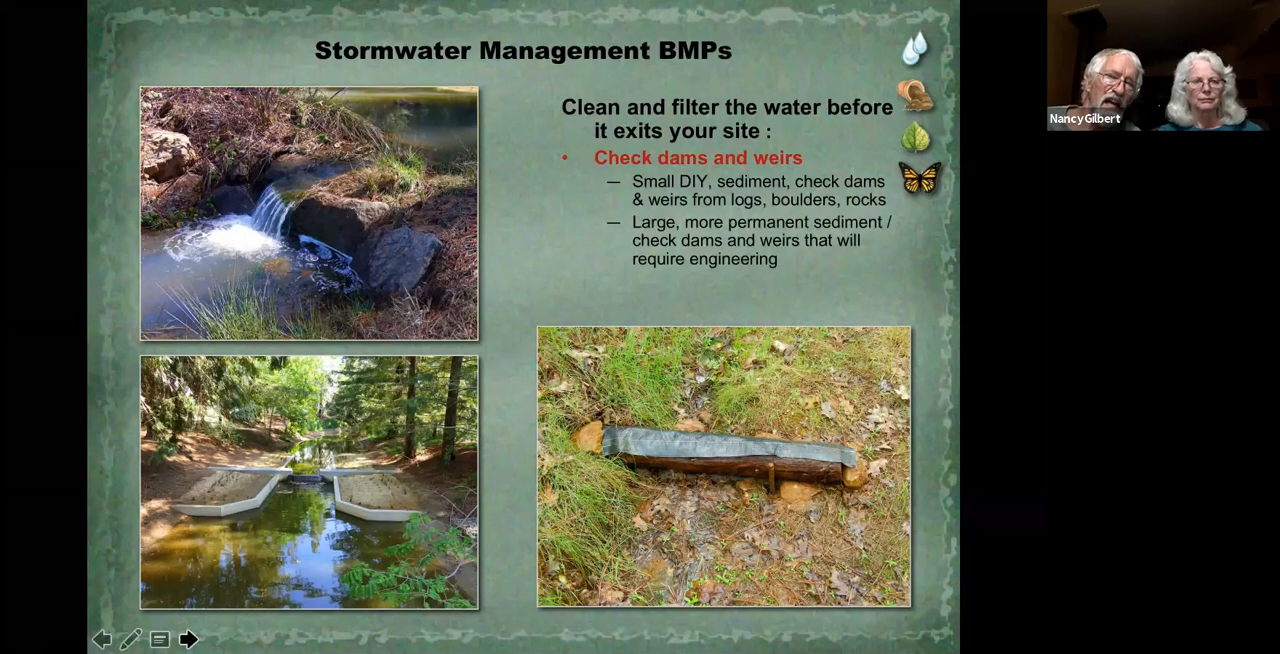 Stormwater Management BMPs
Clean and filter the water before
it exits your site :
• Check dams and weirs
— Small DIY, sediment, check dams
& weirs from logs, boulders, rocks
— Large, more permanent sediment /
check dams and weirs that will
require engineering
Nancy Gilbert